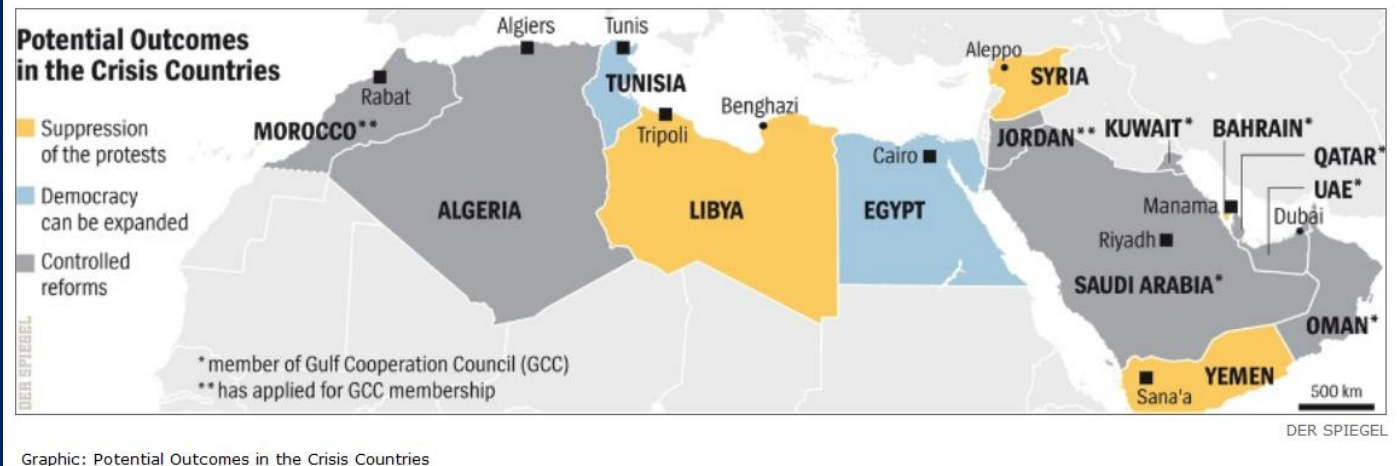 Potential Outcomes
in the Crisis Countries
Suppression
of the protests
Democracy
can be expanded
Controlled
reforms
DER SPIEGEL
Algiers
Tunis
Rabat
MOROCCO**
TUNISIA
Tripoli
Benghazi
ALGERIA
LIBYA
Cairo
EGYPT
Aleppo
SYRIA
JORDAN**
KUWAIT*
BAHRAIN*
QATAR*
UAE*
Manama
Dubai
Riyadh
SAUDI ARABIA*
OMAN*
YEMEN
Sana'a
500 km
* member of Gulf Cooperation Council (GCC)
** has applied for GCC membership
DER SPIEGEL
Graphic: Potential Outcomes in the Crisis Countries